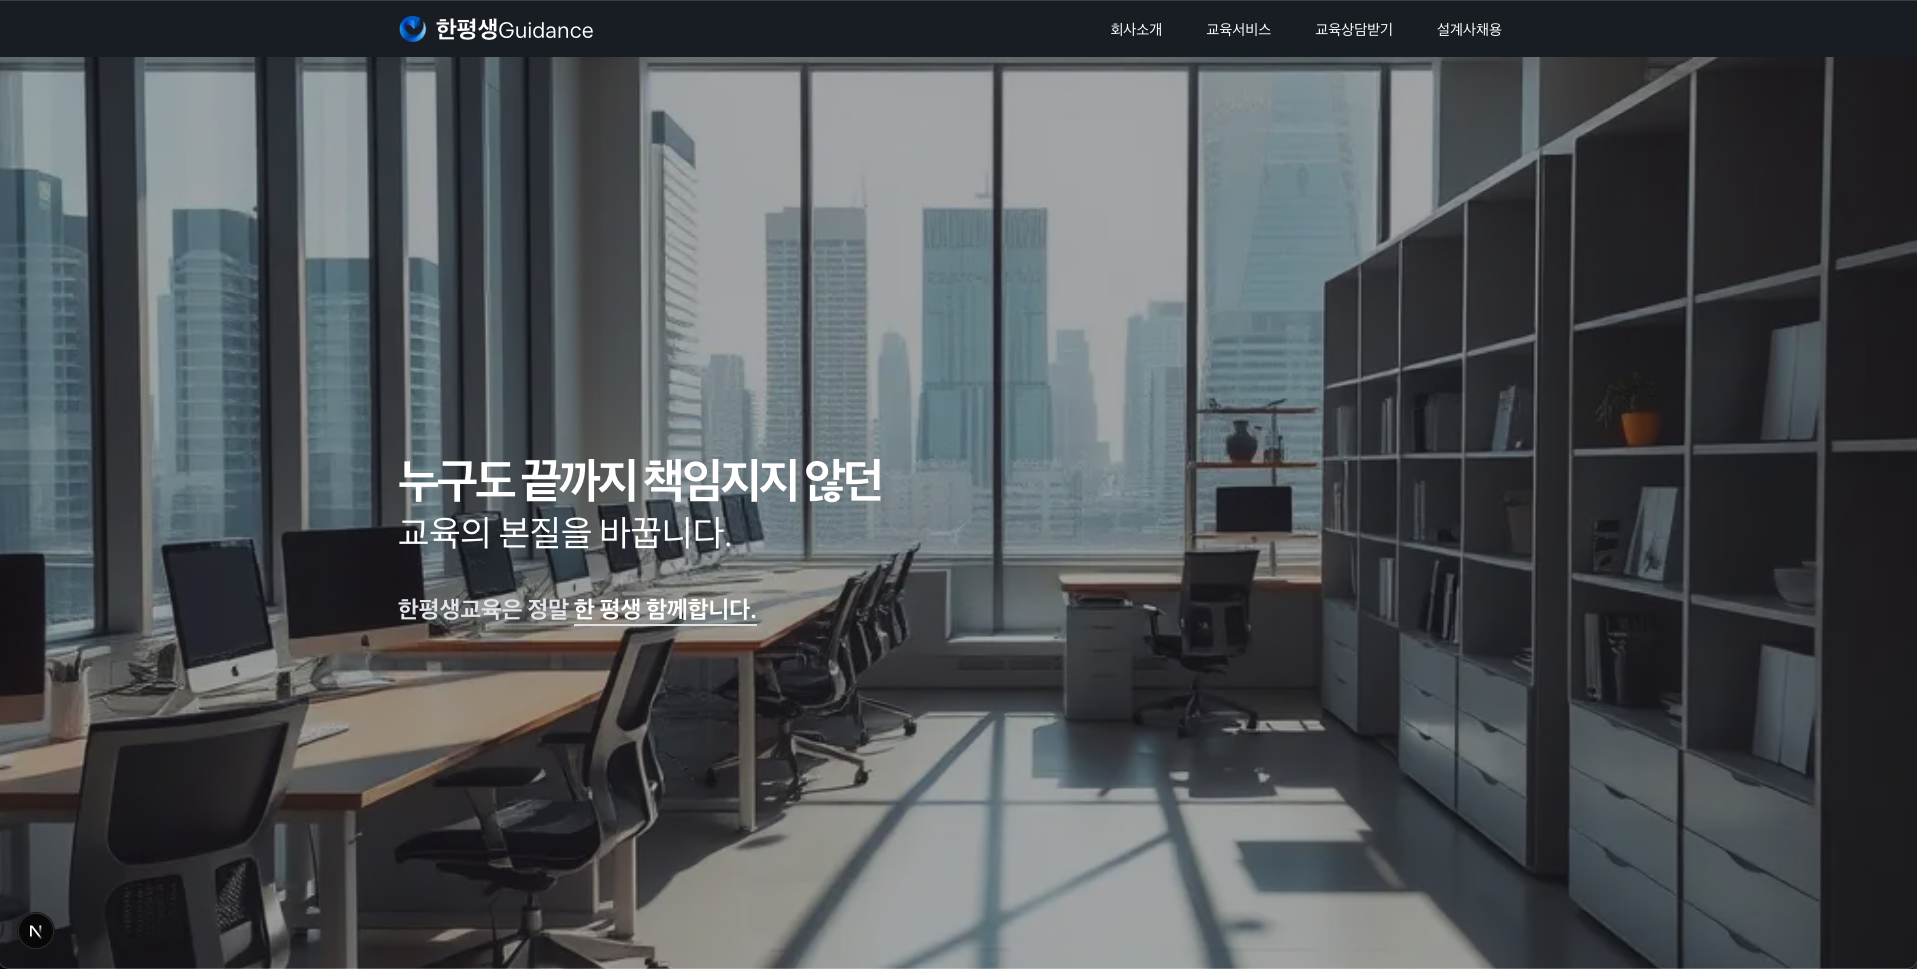 한평생Guidance
회사소개
교육서비스
교육상담받기
설계사채용
누구도 끝까지 책임지지 않던
교육의 본질을 바꿉니다.
한평생교육은 정말 한 평생 함께합니다.
N